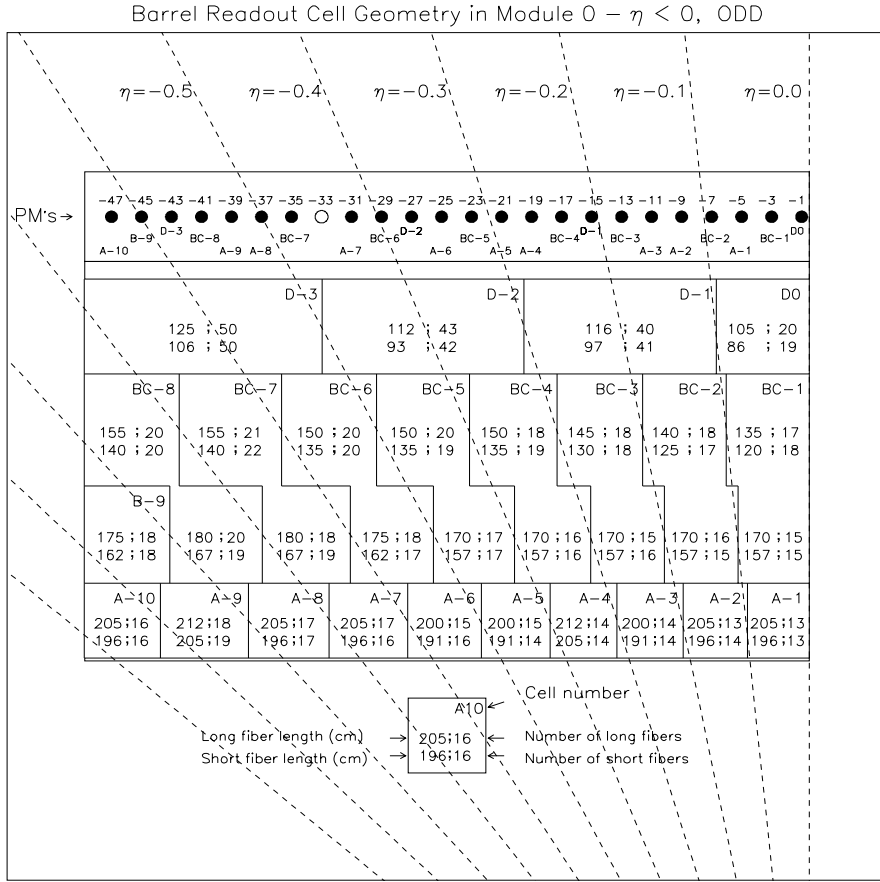 Barrel Readout Cell Geometry in Module 0 − η < 0, ODD
η=−0.5 η=−0.4 η=−0.3 η=−0.2 η=−0.1 η=0.0
−47 −45 −43 −41 −39 −37 −35 −33 −31 −29 −27 −25 −23 −21 −19 −17 −15 −13 −11 −9 −7 −5 −3 −1
PM's→
D−3 D−2 D−1 D0
B−9 BC−8 BC−7 BC−6 BC−5 BC−4 BC−3 BC−2 BC−1
A−10 A−9 A−8 A−7 A−6 A−5 A−4 A−3 A−2 A−1
D−3 D−2 D−1 D0
125 ; 50 112 ; 43 116 ; 40 105 ; 20
106 ; 50 93 ; 42 97 ; 41 86 ; 19
BC−8 BC−7 BC−6 BC−5 BC−4 BC−3 BC−2 BC−1
155 ; 20 155 ; 21 150 ; 20 150 ; 20 150 ; 18 145 ; 18 140 ; 18 135 ; 17
140 ; 20 140 ; 22 135 ; 20 135 ; 19 135 ; 19 130 ; 18 125 ; 17 120 ; 18
B−9
175 ;18 180 ;20 180 ;18 175 ;18 170 ;17 170 ;16 170 ;15 170 ;16 170 ;15
162 ;18 167 ;19 167 ;19 162 ;17 157 ;17 157 ;16 157 ;16 157 ;15 157 ;15
A−10 A−9 A−8 A−7 A−6 A−5 A−4 A−3 A−2 A−1
205;16 212;18 205;17 205;17 200;15 200;15 212;14 200;14 205;13 205;13
196;16 205;19 196;17 196;16 191;16 191;14 205;14 191;14 196;14 196;13
Cell number
A10
Long fiber length (cm) → 205;16 ← Number of long fibers
Short fiber length (cm) → 196;16 ← Number of short fibers